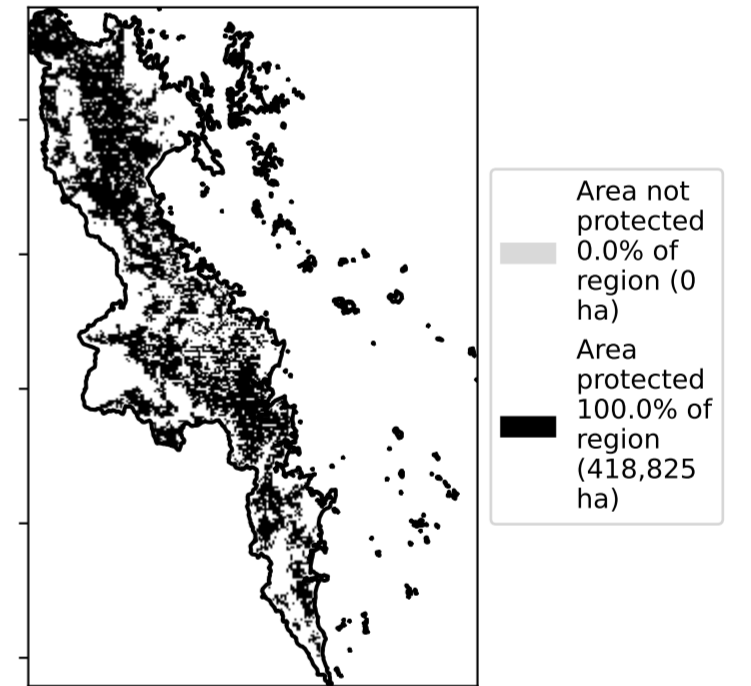 Area not
protected
0.0% of
region (0
ha)
Area
protected
100.0% of
region
(418,825
ha)